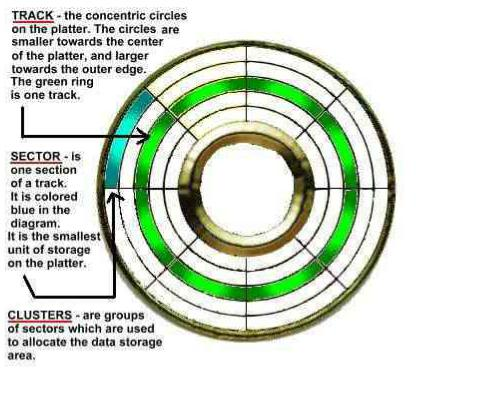 TRACK - the concentric circles
on the platter. The circles are
smaller towards the center
of the platter, and larger
towards the outer edge.
The green ring
is one track.
SECTOR - is
one section
of a track.
It is colored
blue in the
diagram.
It is the smallest
unit of storage
on the platter.
CLUSTERS - are groups
of sectors which are used
to allocate the data storage
area.